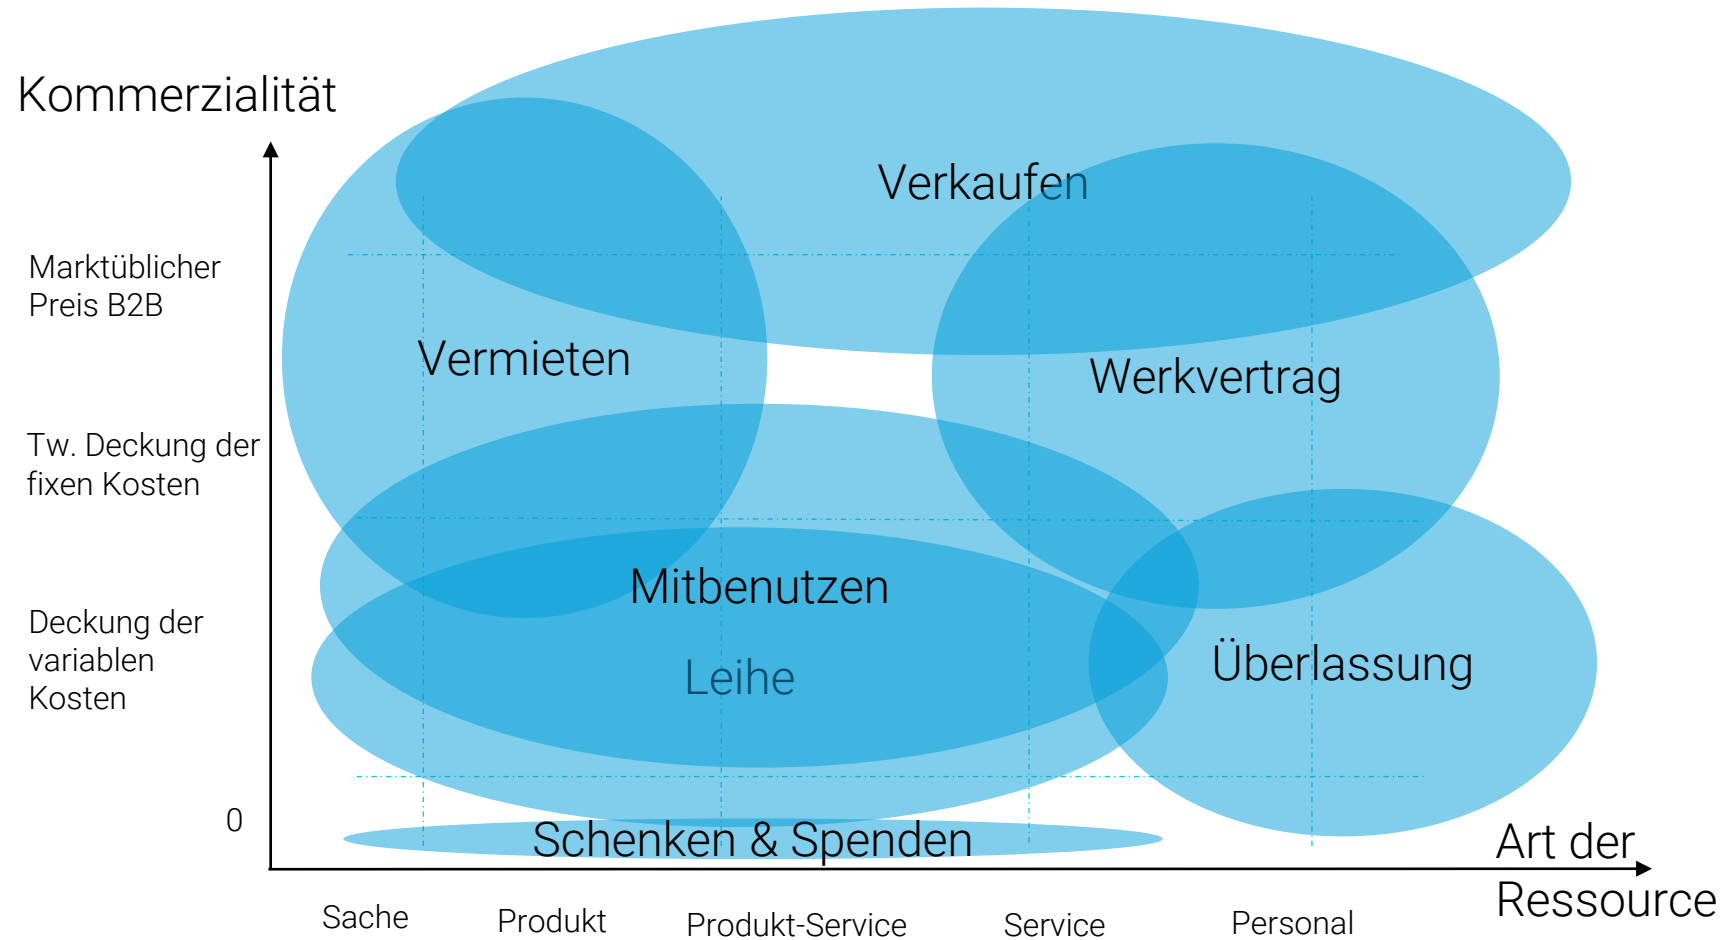 Kommerzialität
Verkaufen
Marktüblicher
Preis B2B
Vermieten
Werkvertrag
Tw. Deckung der
fixen Kosten
Mitbenutzen
Deckung der
variablen
Kosten
Leihe
Überlassung
0
Schenken & Spenden
Art der
Ressource
Sache
Produkt
Produkt-Service
Service
Personal